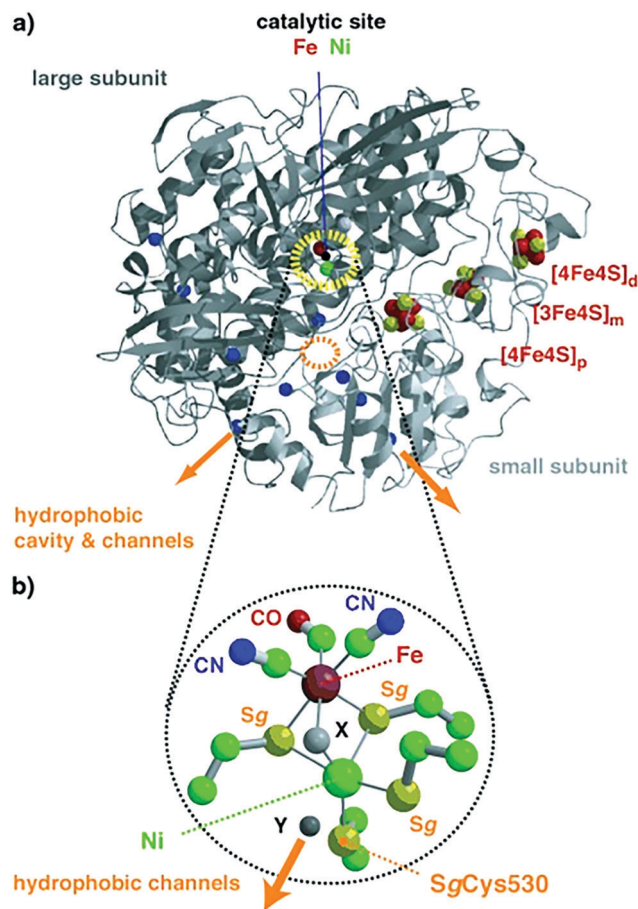 a)
catalytic site
Fe Ni
large subunit
[4Fe4S]d
[3Fe4S]m
[4Fe4S]p
small subunit
hydrophobic
cavity & channels
b)
CO
CN
CN
Fe
Sg
Sg
X
Sg
Ni
Y
hydrophobic channels
SgCys530